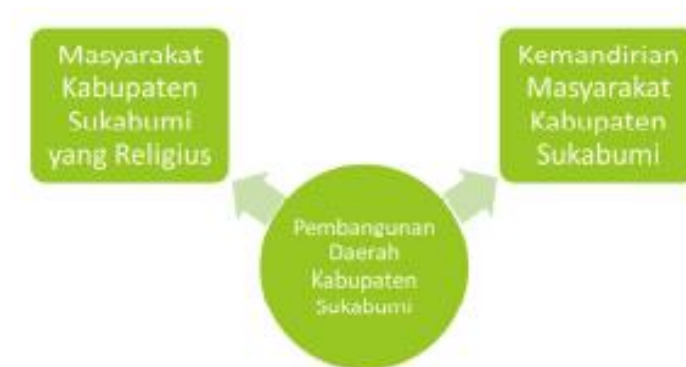 Masyarakat
Kabupaten
Sukabumi
yang Religius
Kemandirian
Masyarakat
Kabupaten
Sukabumi
Pembangunan
Daerah
Kabupaten
Sukabumi